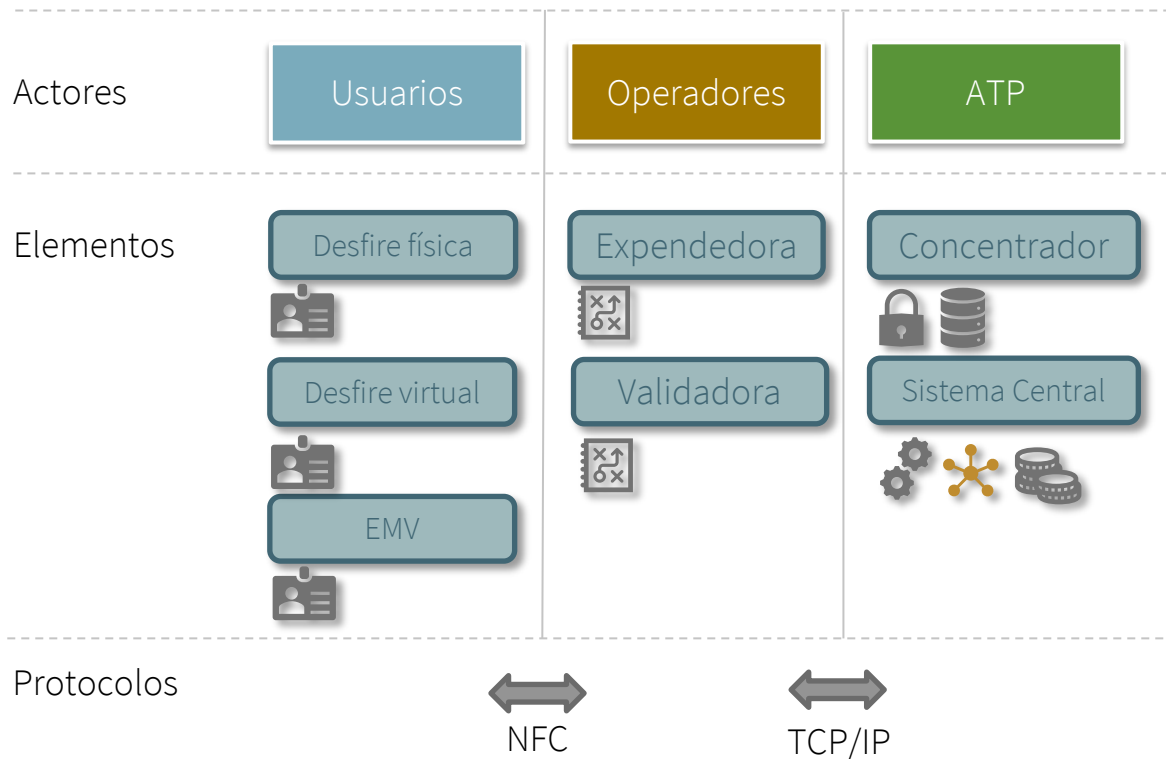 Actores
Usuarios
Operadores
ATP
Elementos
Desfire física
Expendedora
Concentrador
Desfire virtual
Validadora
Sistema Central
EMV
Protocolos
NFC
TCP/IP